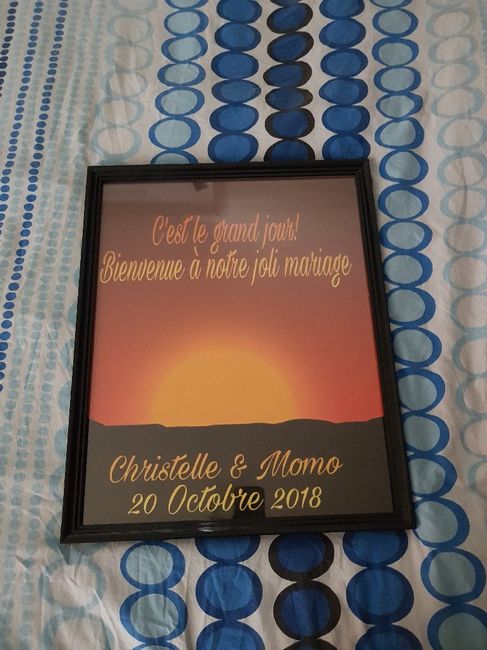 C'est le grand jour!
Bienvenue à notre joli mariage
Christelle & Momo
20 Octobre 2018